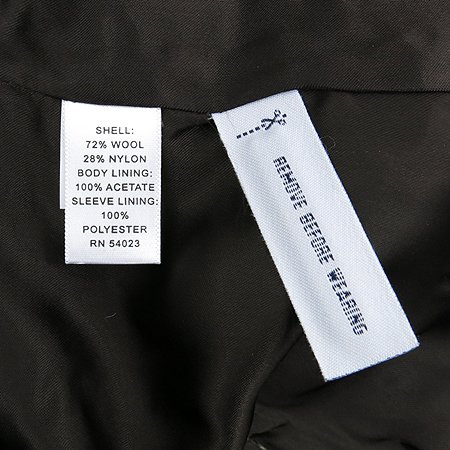 SHELL:
72% WOOL
28% NYLON
BODY LINING:
100% ACETATE
SLEEVE LINING:
100%
POLYESTER
RN 54023
REMOVE BEFORE WEARING